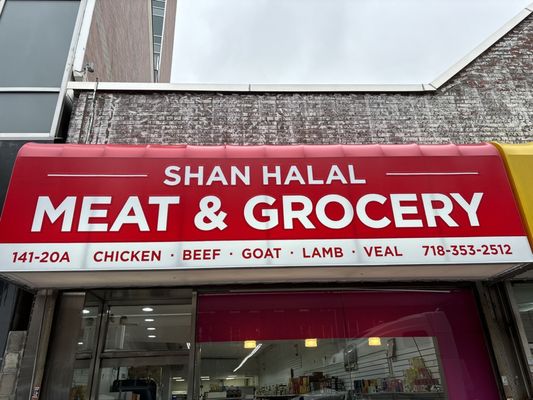 SHAN HALAL
MEAT & GROCERY
141-20A CHICKEN · BEEF · GOAT · LAMB · VEAL 718-353-2512